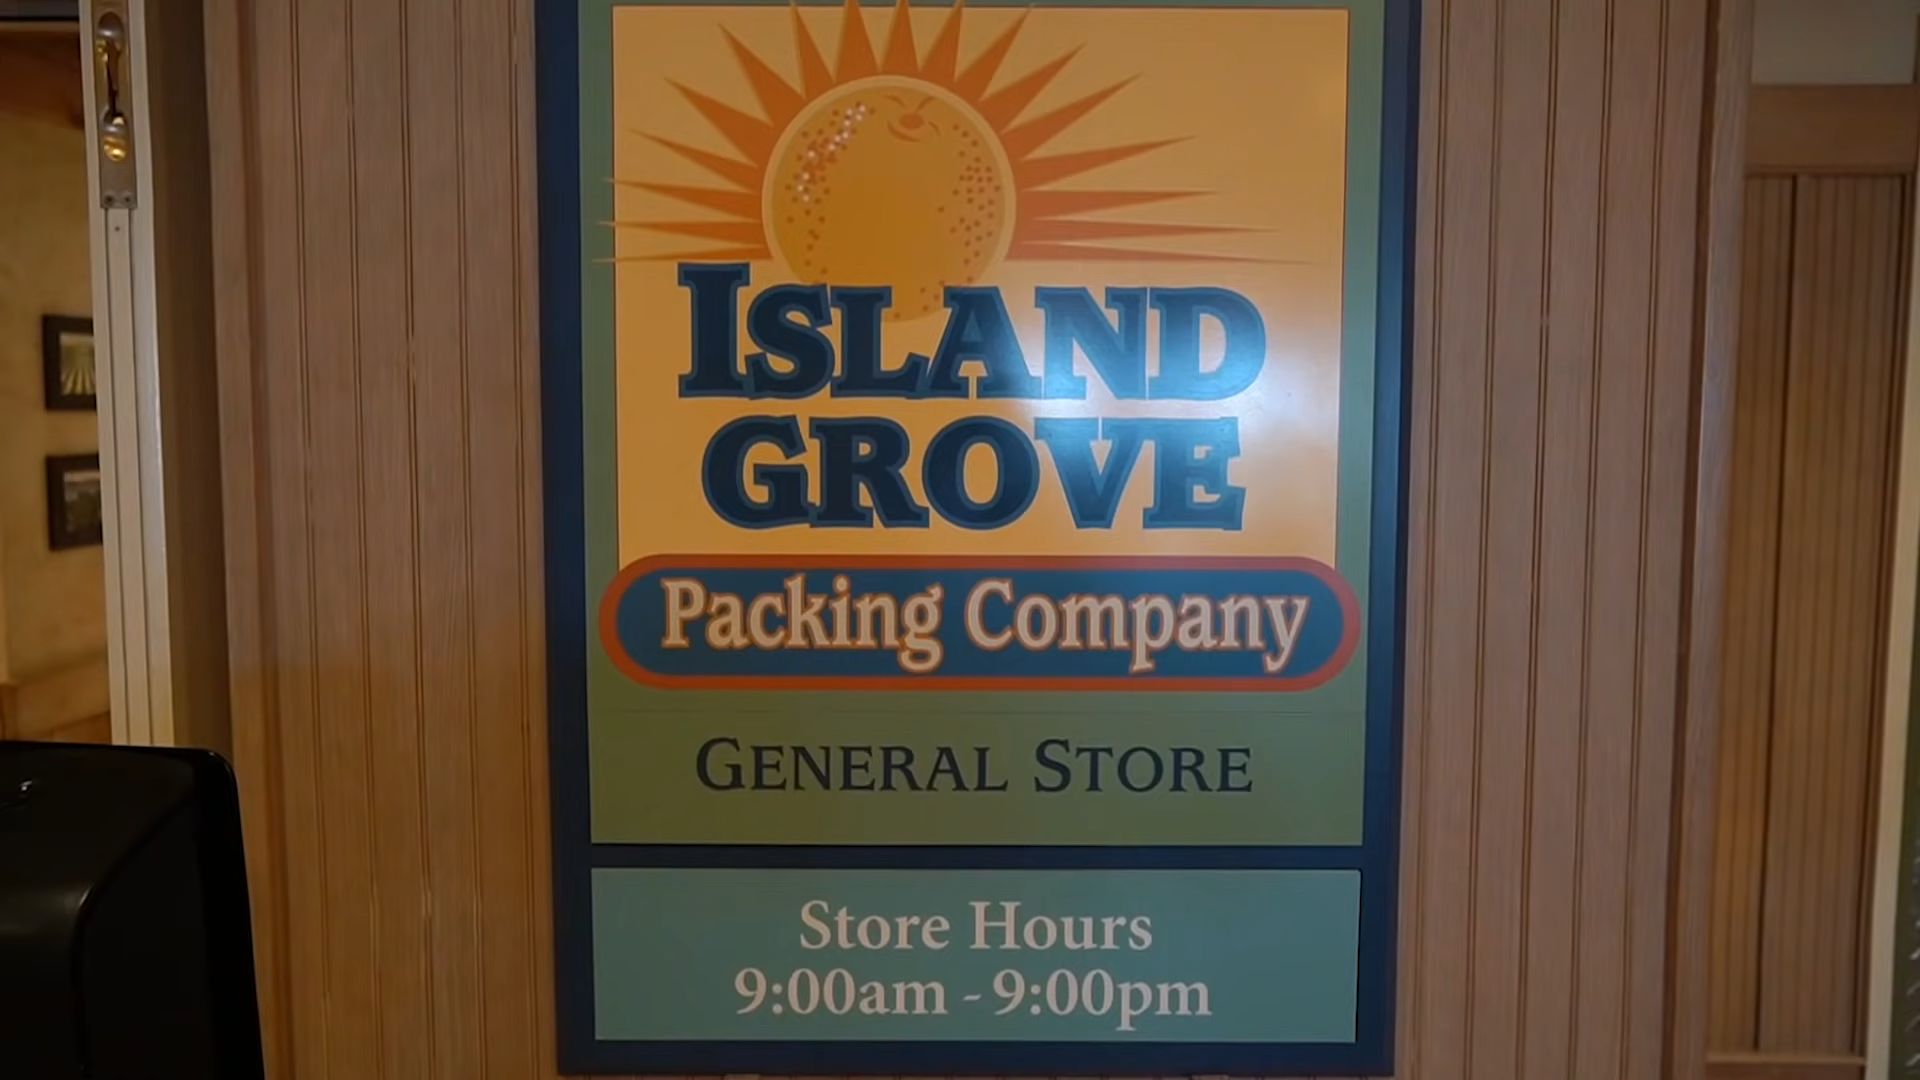 ISLAND
GROVE
Packing Company
GENERAL STORE
Store Hours
9:00am - 9:00pm